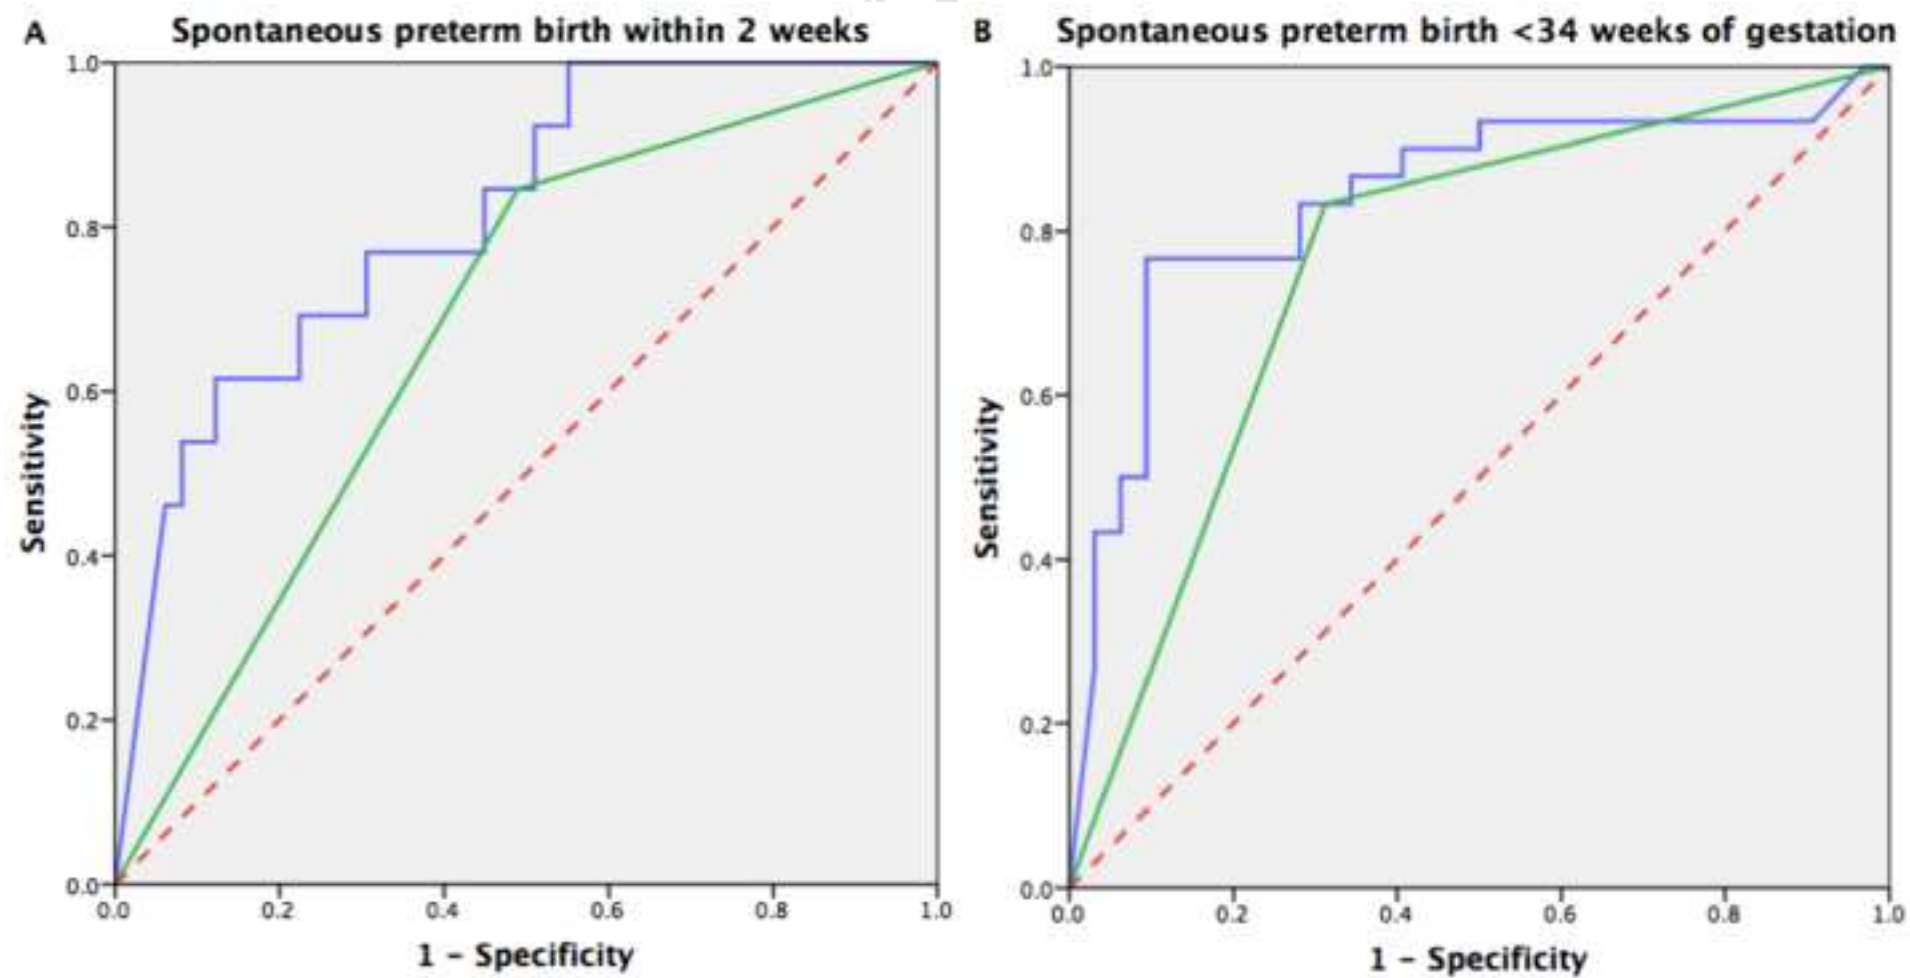 A Spontaneous preterm birth within 2 weeks
1.0
0.8
0.6
0.4
0.2
0.0
Sensitivity
0.0 0.2 0.4 0.6 0.8 1.0
1 – Specificity
B Spontaneous preterm birth <34 weeks of gestation
1.0
0.8
0.6
0.4
0.2
0.0
Sensitivity
0.0 0.2 0.4 0.6 0.8 1.0
1 – Specificity